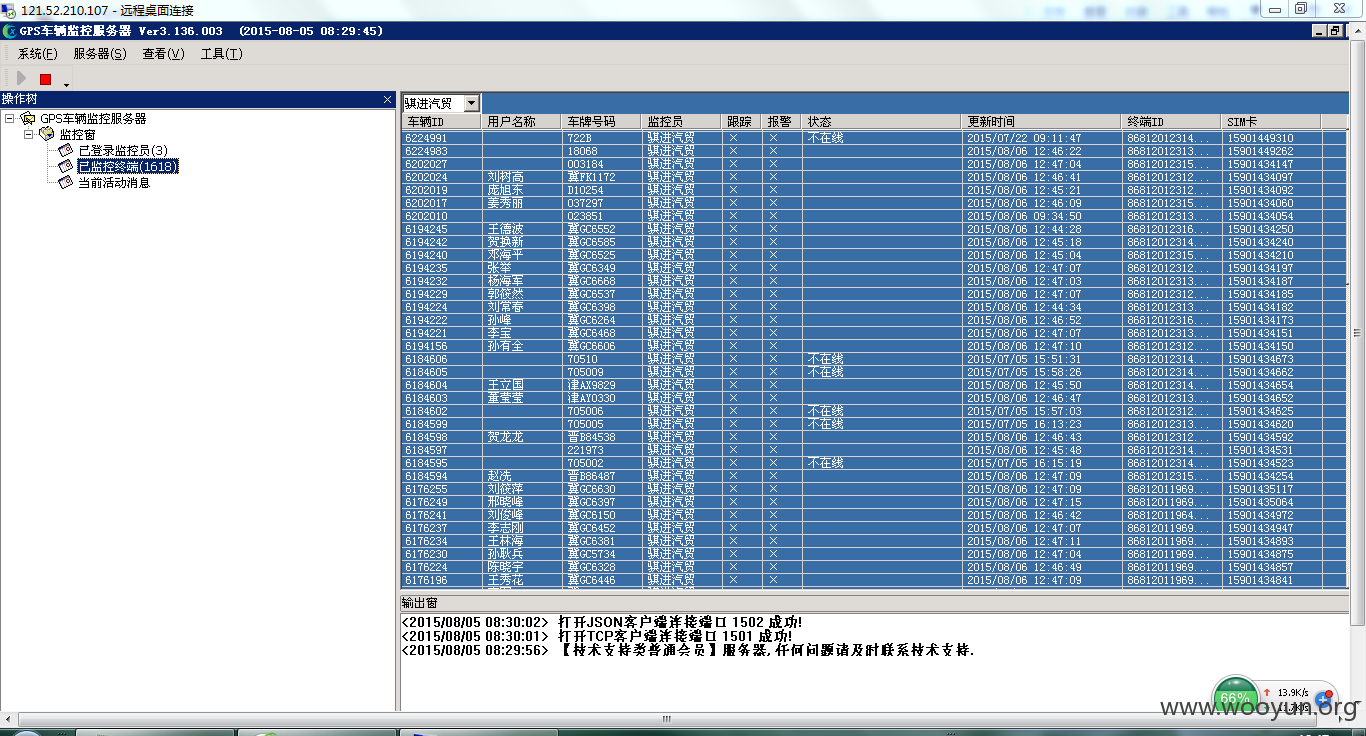 121.52.210.107 - 远程桌面连接
GPS车辆监控服务器 Ver3.136.003 (2015-08-05 08:29:45)
系统(F) 服务器(S) 查看(V) 工具(T)
操作树
GPS车辆监控服务器
监控窗
已登录监控员(3)
已监控终端(1618)
当前活动消息
骐进汽贸
车辆ID 用户名称 车牌号码 监控员 跟踪 报警 状态 更新时间 终端ID SIM卡
6224991 722B 骐进汽贸 × × 不在线 2015/07/22 09:11:47 86812012314... 15901449310
6224983 18068 骐进汽贸 × × 2015/08/06 12:46:22 86812012313... 15901449262
6202027 003184 骐进汽贸 × × 2015/08/06 12:47:04 86812012315... 15901434147
6202024 刘树高 冀FK1172 骐进汽贸 × × 2015/08/06 12:46:41 86812012312... 15901434097
6202019 庞旭东 D10254 骐进汽贸 × × 2015/08/06 12:45:21 86812012313... 15901434092
6202017 姜秀丽 037297 骐进汽贸 × × 2015/08/06 12:46:09 86812012315... 15901434060
6202010 023851 骐进汽贸 × × 2015/08/06 09:34:50 86812012313... 15901434054
6194245 王德波 冀GC6552 骐进汽贸 × × 2015/08/06 12:44:28 86812012316... 15901434250
6194242 贺换新 冀GC6585 骐进汽贸 × × 2015/08/06 12:45:18 86812012314... 15901434240
6194240 邓海平 冀GC6525 骐进汽贸 × × 2015/08/06 12:45:04 86812012315... 15901434210
6194235 张举 冀GC6349 骐进汽贸 × × 2015/08/06 12:47:07 86812012312... 15901434197
6194232 杨海军 冀GC6668 骐进汽贸 × × 2015/08/06 12:47:03 86812012313... 15901434187
6194229 郭筱然 冀GC6537 骐进汽贸 × × 2015/08/06 12:47:07 86812012312... 15901434185
6194224 刘常春 冀GC6398 骐进汽贸 × × 2015/08/06 12:44:34 86812012313... 15901434182
6194222 孙峰 冀GC6264 骐进汽贸 × × 2015/08/06 12:46:52 86812012316... 15901434173
6194221 李宝 冀GC6468 骐进汽贸 × × 2015/08/06 12:47:07 86812012313... 15901434151
6194156 孙有全 冀GC6606 骐进汽贸 × × 2015/08/06 12:47:10 86812012312... 15901434150
6184606 70510 骐进汽贸 × × 不在线 2015/07/05 15:51:31 86812012314... 15901434673
6184605 705009 骐进汽贸 × × 不在线 2015/07/05 15:58:26 86812012314... 15901434662
6184604 王立国 津AX9829 骐进汽贸 × × 2015/08/06 12:45:50 86812012314... 15901434654
6184603 董莹莹 津AY0330 骐进汽贸 × × 2015/08/06 12:46:47 86812012313... 15901434652
6184602 705006 骐进汽贸 × × 不在线 2015/07/05 15:57:03 86812012312... 15901434625
6184599 705005 骐进汽贸 × × 不在线 2015/07/05 16:13:23 86812012313... 15901434620
6184598 贺龙龙 晋B84538 骐进汽贸 × × 2015/08/06 12:46:43 86812012312... 15901434592
6184597 221973 骐进汽贸 × × 2015/08/06 12:45:48 86812012314... 15901434531
6184595 705002 骐进汽贸 × × 不在线 2015/07/05 16:15:19 86812012314... 15901434523
6184594 赵冼 晋B86487 骐进汽贸 × × 2015/08/06 12:47:09 86812012315... 15901434254
6176255 刘筱萍 冀GC6630 骐进汽贸 × × 2015/08/06 12:47:09 86812011969... 15901435117
6176249 邢晓峰 冀GC6397 骐进汽贸 × × 2015/08/06 12:47:15 86812011969... 15901435064
6176241 刘俊峰 冀GC6150 骐进汽贸 × × 2015/08/06 12:46:42 86812011964... 15901434972
6176237 李志刚 冀GC6452 骐进汽贸 × × 2015/08/06 12:47:07 86812011969... 15901434947
6176234 王林海 冀GC6381 骐进汽贸 × × 2015/08/06 12:47:11 86812011969... 15901434893
6176230 孙耿兵 冀GC5734 骐进汽贸 × × 2015/08/06 12:47:04 86812011969... 15901434875
6176224 陈晓宇 冀GC6328 骐进汽贸 × × 2015/08/06 12:46:49 86812011969... 15901434857
6176196 王秀花 冀GC6446 骐进汽贸 × × 2015/08/06 12:47:09 86812011969... 15901434841
输出窗
<2015/08/05 08:30:02> 打开JSON客户端连接端口 1502 成功!
<2015/08/05 08:30:01> 打开TCP客户端连接端口 1501 成功!
<2015/08/05 08:29:56> 【技术支持类普通会员】服务器,任何问题请及时联系技术支持.
66% 13.9K/s
www.wooyun.org